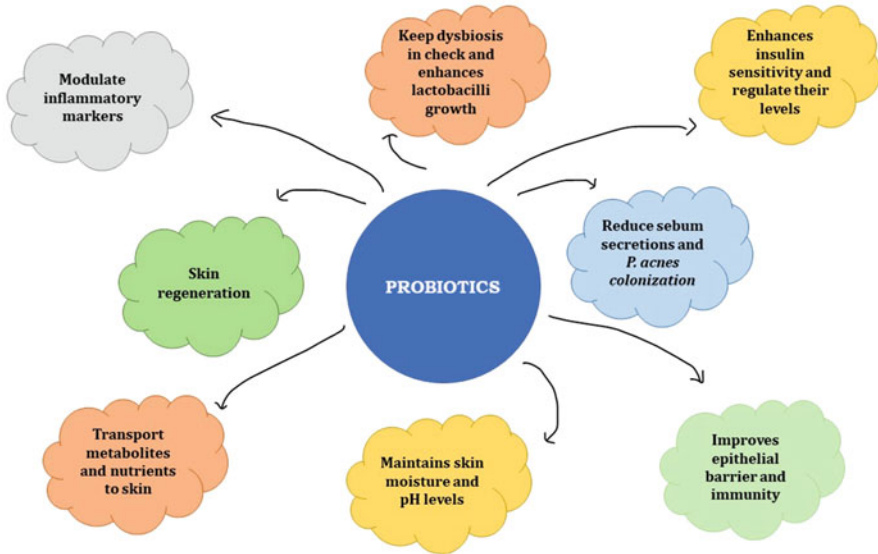 Modulate
inflammatory
markers
Keep dysbiosis
in check and
enhances
lactobacilli
growth
Enhances
insulin
sensitivity and
regulate their
levels
Skin
regeneration
PROBIOTICS
Reduce sebum
secretions and
P. acnes
colonization
Transport
metabolites
and nutrients
to skin
Maintains skin
moisture and
pH levels
Improves
epithelial
barrier and
immunity